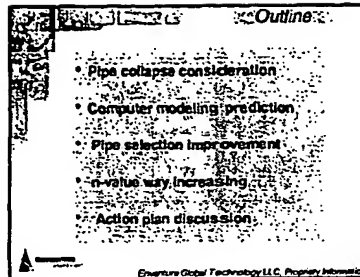 Outline
• Pipe collapse consideration
• Computer modeling prediction
• Pipe selection improvement
• n-value way increasing
• Action plan discussion
Enventure Global Technology LLC, Propriety Information